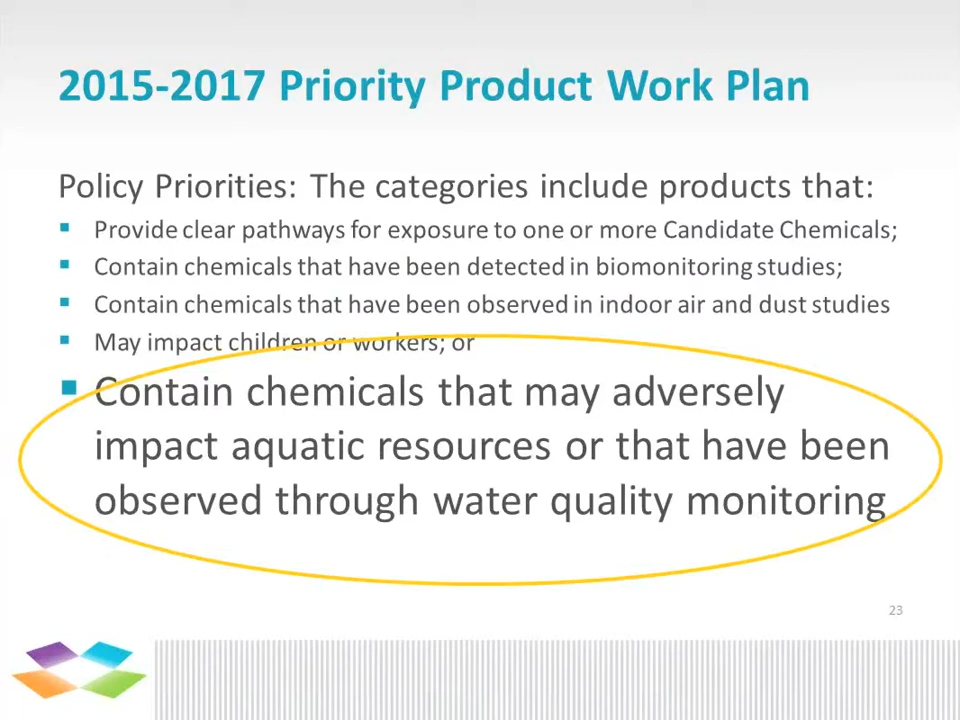 2015-2017 Priority Product Work Plan
Policy Priorities: The categories include products that:
▪ Provide clear pathways for exposure to one or more Candidate Chemicals;
▪ Contain chemicals that have been detected in biomonitoring studies;
▪ Contain chemicals that have been observed in indoor air and dust studies
▪ May impact children or workers; or
▪ Contain chemicals that may adversely
impact aquatic resources or that have been
observed through water quality monitoring
23